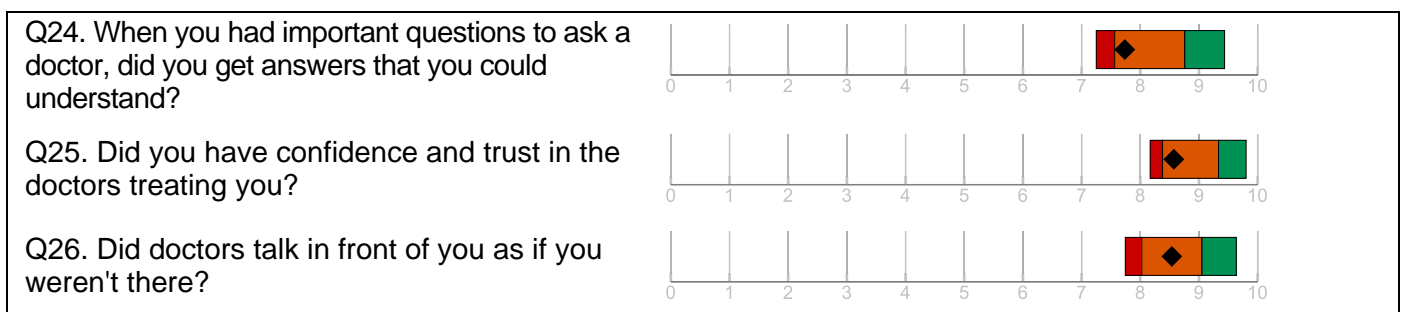 Q24. When you had important questions to ask a
doctor, did you get answers that you could
understand?
0 1 2 3 4 5 6 7 8 9 10
Q25. Did you have confidence and trust in the
doctors treating you?
0 1 2 3 4 5 6 7 8 9 10
Q26. Did doctors talk in front of you as if you
weren't there?
0 1 2 3 4 5 6 7 8 9 10